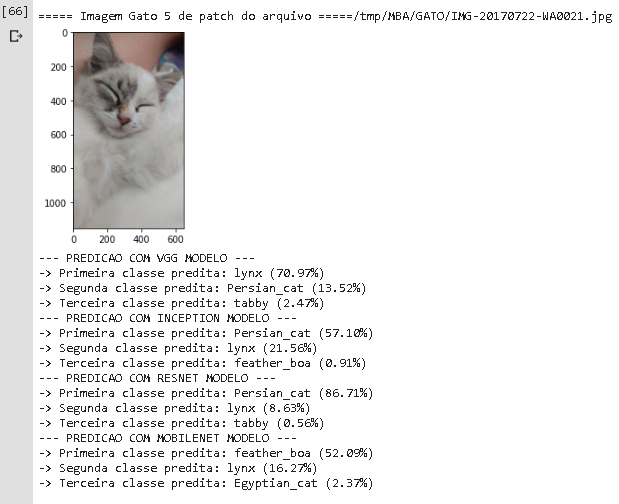 [66]
===== Imagem Gato 5 de patch do arquivo =====/tmp/MBA/GATO/IMG-20170722-WA0021.jpg
0
200
400
600
800
1000
0 200 400 600
--- PREDICAO COM VGG MODELO ---
-> Primeira classe predita: lynx (70.97%)
-> Segunda classe predita: Persian_cat (13.52%)
-> Terceira classe predita: tabby (2.47%)
--- PREDICAO COM INCEPTION MODELO ---
-> Primeira classe predita: Persian_cat (57.10%)
-> Segunda classe predita: lynx (21.56%)
-> Terceira classe predita: feather_boa (0.91%)
--- PREDICAO COM RESNET MODELO ---
-> Primeira classe predita: Persian_cat (86.71%)
-> Segunda classe predita: lynx (8.63%)
-> Terceira classe predita: tabby (0.56%)
--- PREDICAO COM MOBILENET MODELO ---
-> Primeira classe predita: feather_boa (52.09%)
-> Segunda classe predita: lynx (16.27%)
-> Terceira classe predita: Egyptian_cat (2.37%)